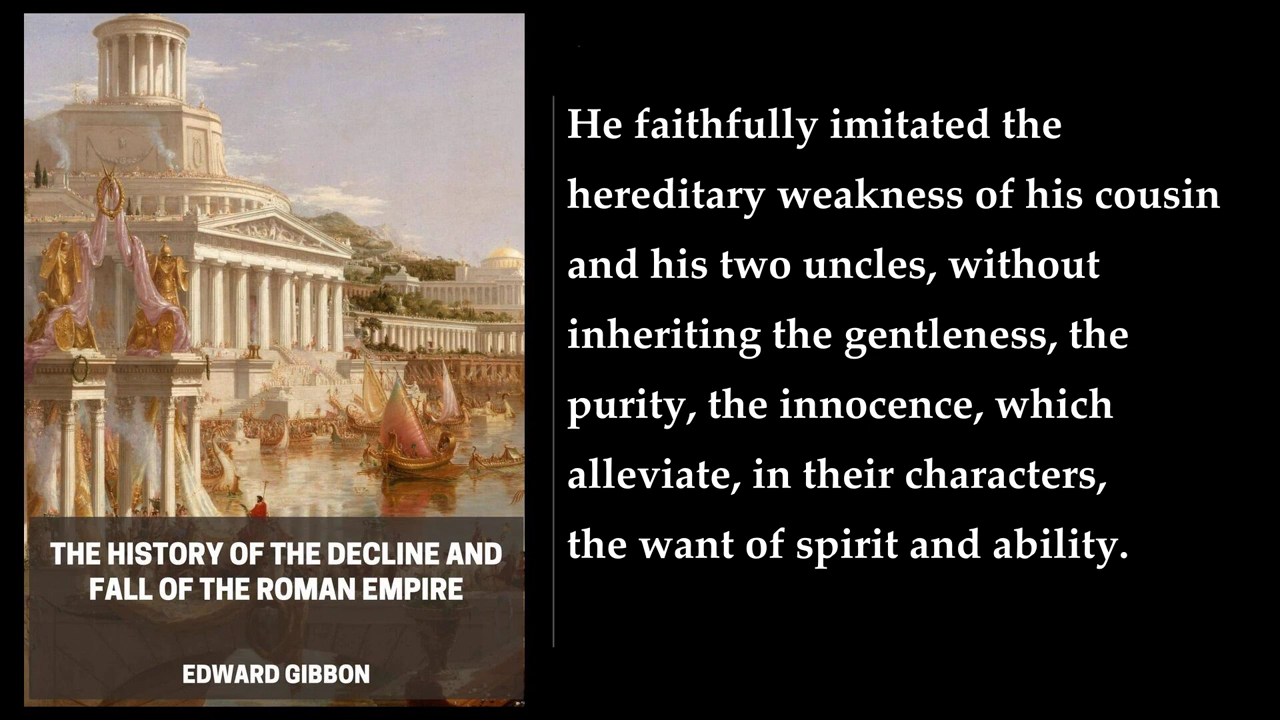 THE HISTORY OF THE DECLINE AND
FALL OF THE ROMAN EMPIRE
EDWARD GIBBON
He faithfully imitated the
hereditary weakness of his cousin
and his two uncles, without
inheriting the gentleness, the
purity, the innocence, which
alleviate, in their characters,
the want of spirit and ability.